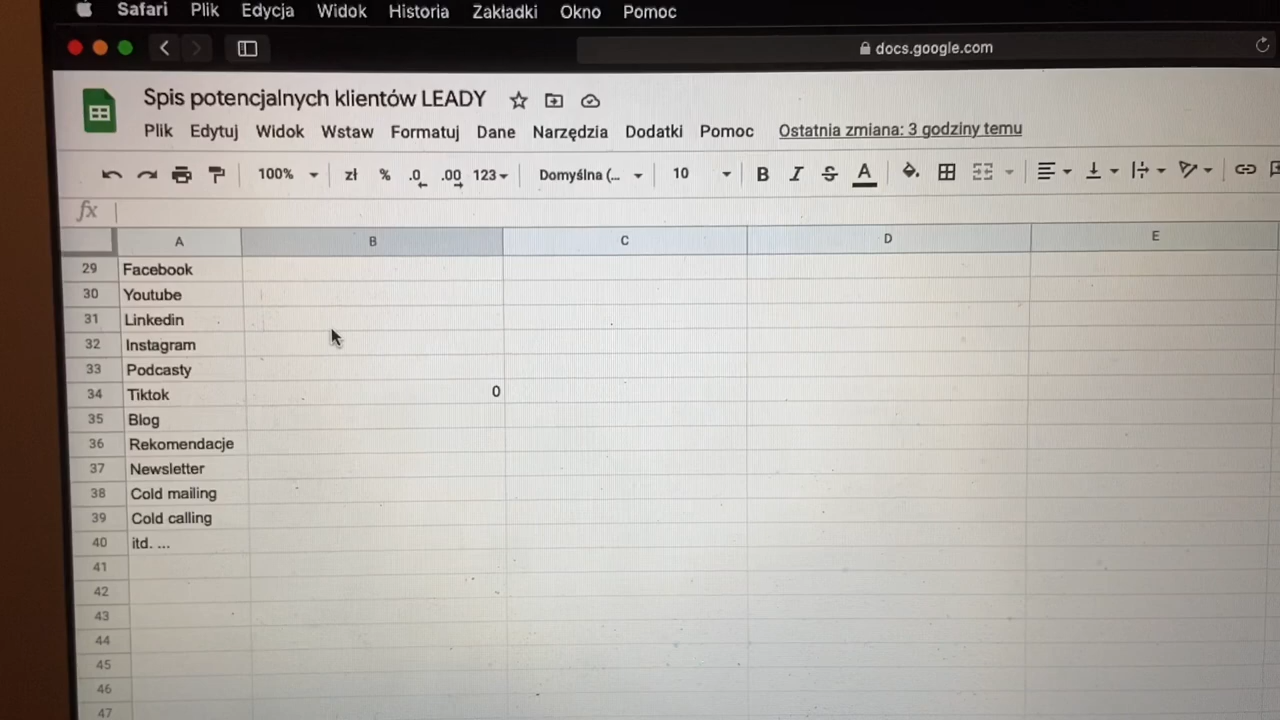 Safari Plik Edycja Widok Historia Zakładki Okno Pomoc
docs.google.com
Spis potencjalnych klientów LEADY
Plik Edytuj Widok Wstaw Formatuj Dane Narzędzia Dodatki Pomoc Ostatnia zmiana: 3 godziny temu
100% zł % .0 .00 123 Domyślna (... 10 B I S A
fx
A B C D E
29 Facebook
30 Youtube
31 Linkedin
32 Instagram
33 Podcasty
34 Tiktok 0
35 Blog
36 Rekomendacje
37 Newsletter
38 Cold mailing
39 Cold calling
40 itd. ...
41
42
43
44
45
46
47